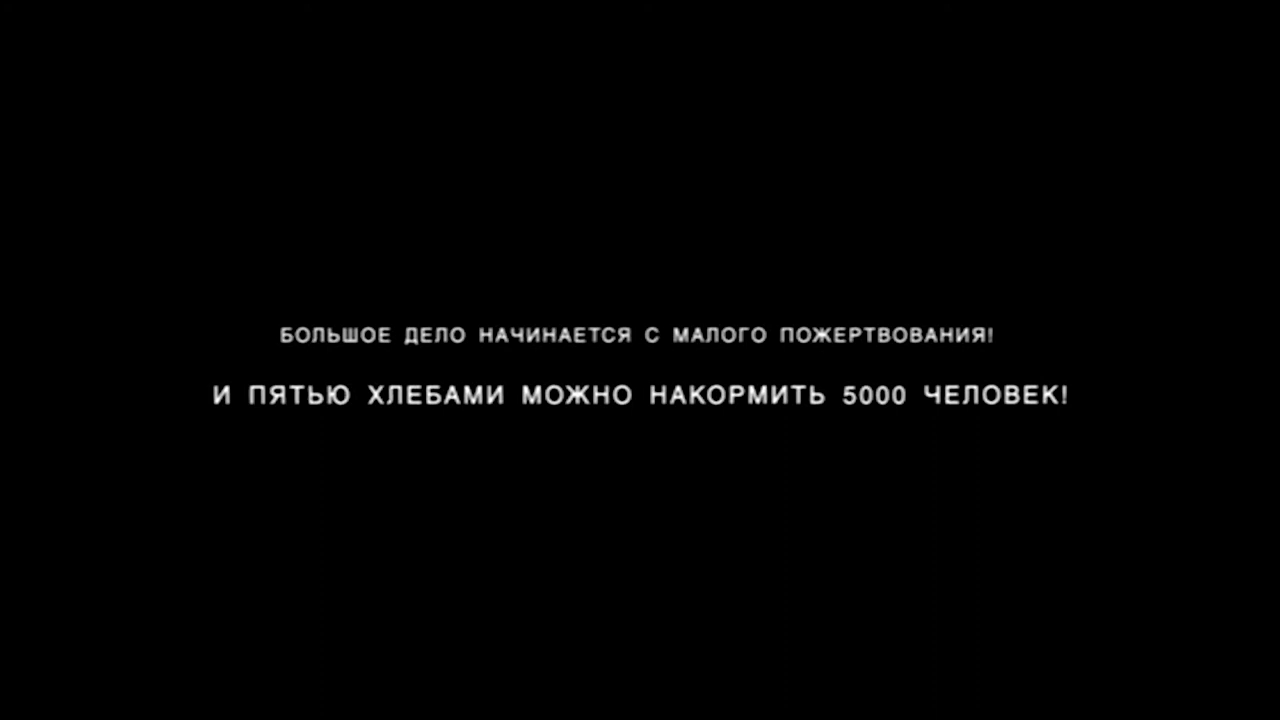 БОЛЬШОЕ ДЕЛО НАЧИНАЕТСЯ С МАЛОГО ПОЖЕРТВОВАНИЯ!
И ПЯТЬЮ ХЛЕБАМИ МОЖНО НАКОРМИТЬ 5000 ЧЕЛОВЕК!